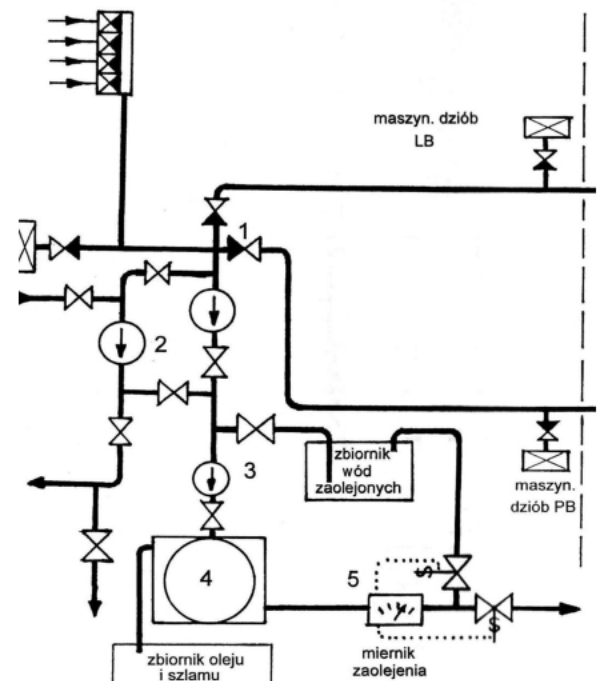 maszyn. dziób
LB
1
2
3
zbiornik
wód
zaolejonych
maszyn.
dziób PB
4
5
S
S
miernik
zaolejenia
zbiornik oleju
i szlamu